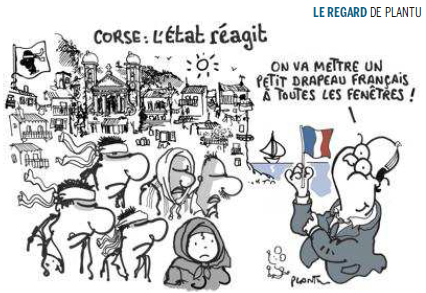 LE REGARD DE PLANTU
CORSE : L'ÉTAT RÉAGIT
ON VA METTRE UN
PETIT DRAPEAU FRANÇAIS
À TOUTES LES FENÊTRES !
PLANTU